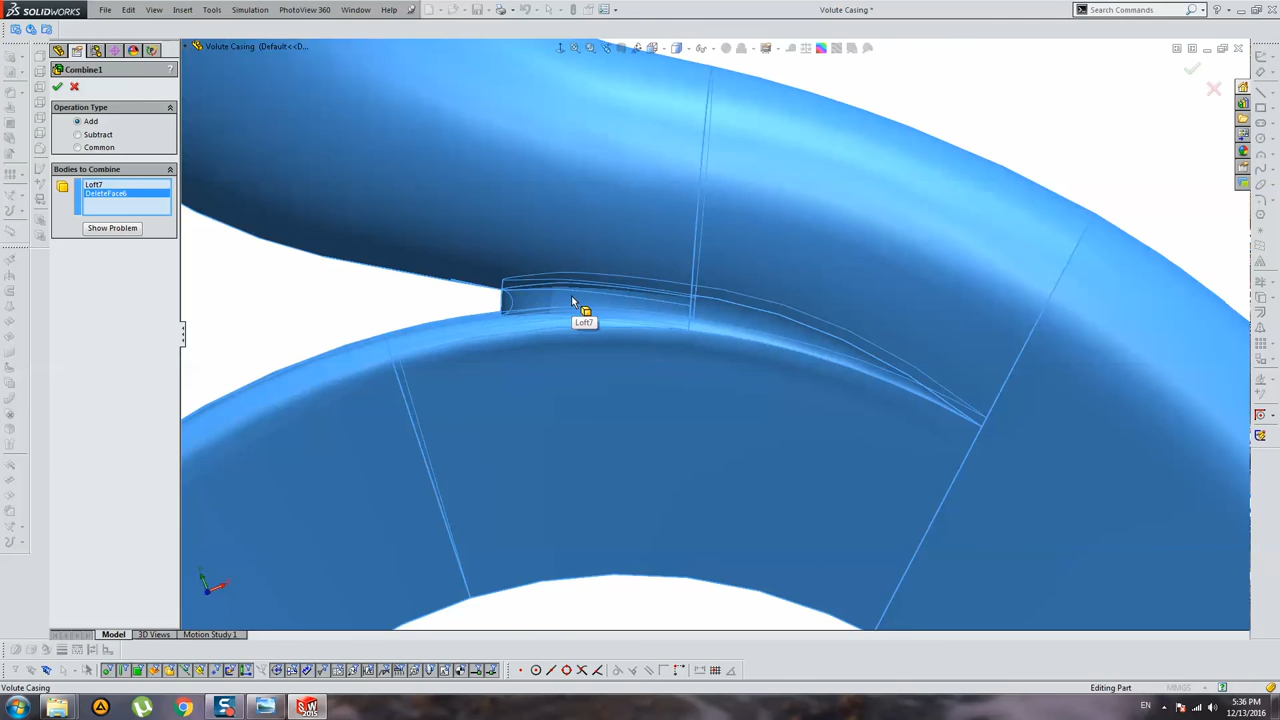 SOLIDWORKS File Edit View Insert Tools Simulation PhotoView 360 Window Help Volute Casing * Search Commands
Volute Casing (Default<<D...
Combine1 ?
Operation Type
Add
Subtract
Common
Bodies to Combine
Loft7
DeleteFace6
Show Problem
Loft7
Model 3D Views Motion Study 1
Volute Casing Editing Part MMGS
EN 5:36 PM
12/13/2016
2015